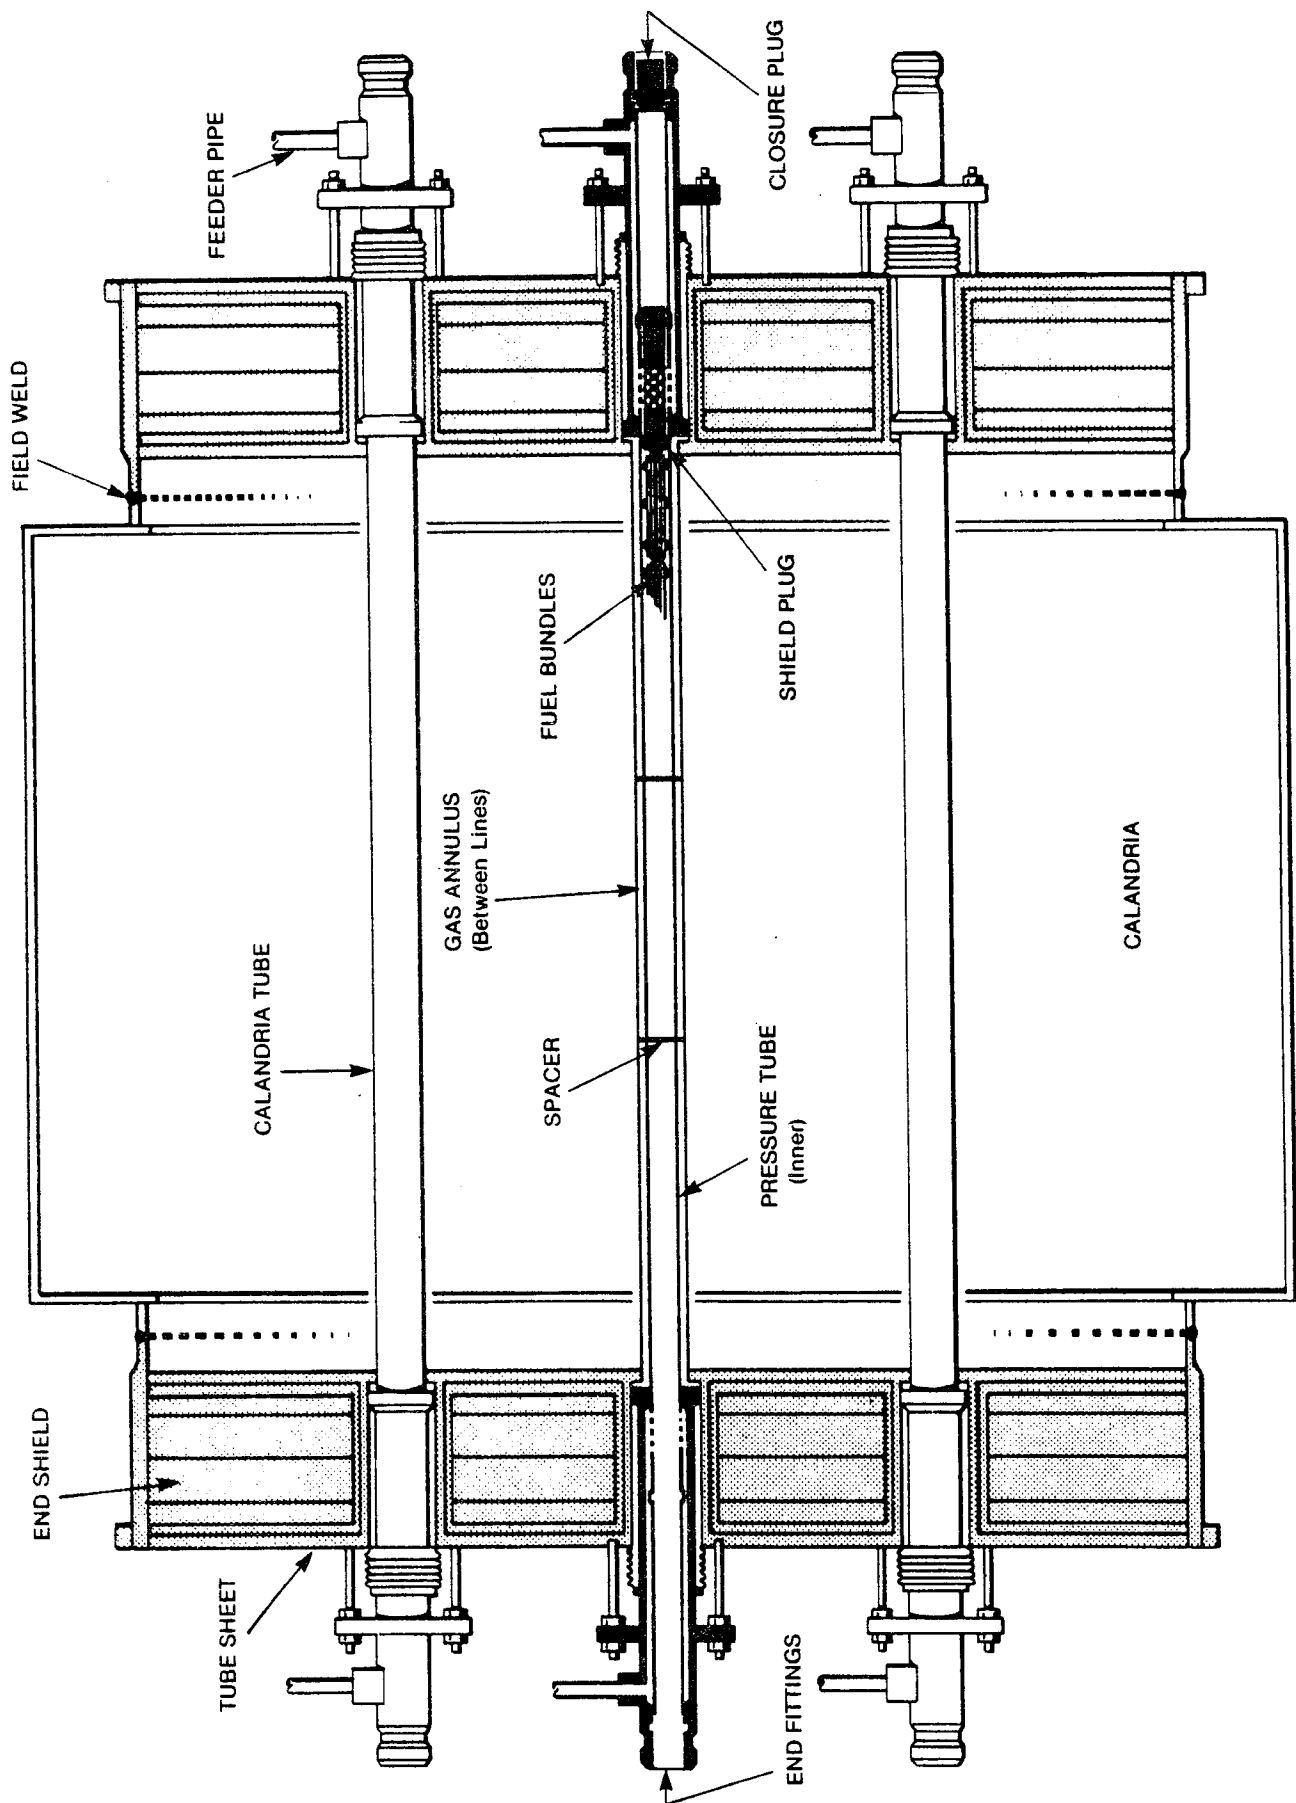 FIELD WELD
FEEDER PIPE
CLOSURE PLUG
FUEL BUNDLES
SHIELD PLUG
GAS ANNULUS
(Between Lines)
CALANDRIA TUBE
SPACER
PRESSURE TUBE
(Inner)
CALANDRIA
END SHIELD
TUBE SHEET
END FITTINGS